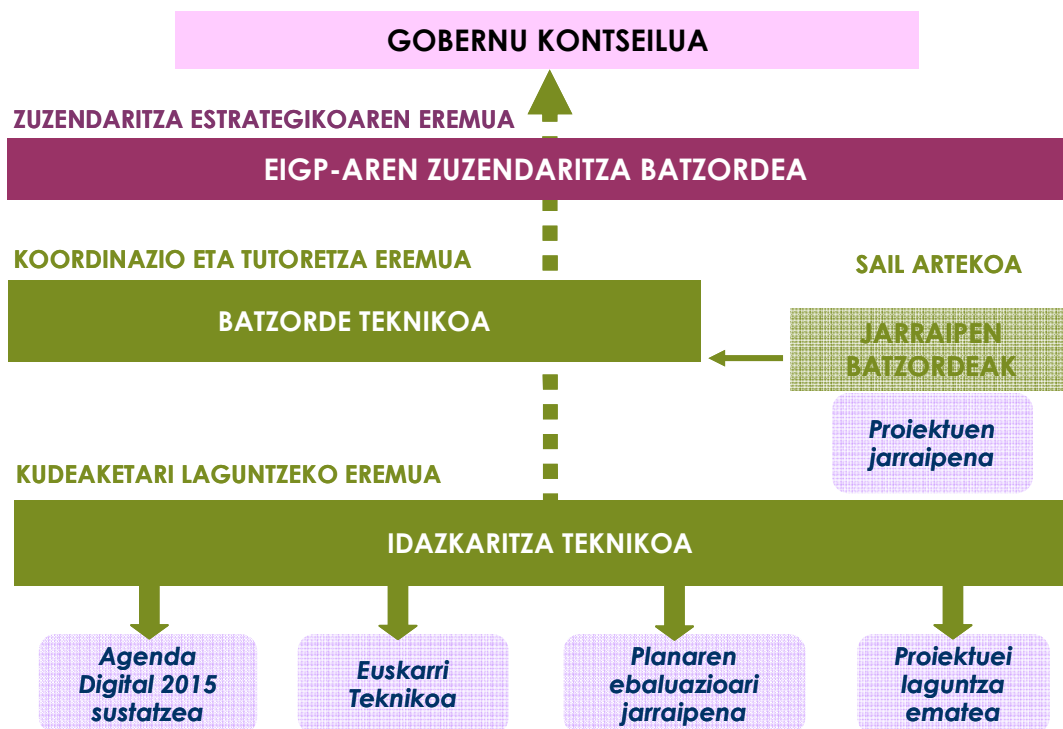 GOBERNU KONTSEILUA
ZUZENDARITZA ESTRATEGIKOAREN EREMUA
EIGP-AREN ZUZENDARITZA BATZORDEA
KOORDINAZIO ETA TUTORETZA EREMUA
SAIL ARTEKOA
BATZORDE TEKNIKOA
JARRAIPEN
BATZORDEAK
Proiektuen
jarraipena
KUDEAKETARI LAGUNTZEKO EREMUA
IDAZKARITZA TEKNIKOA
Agenda
Digital 2015
sustatzea
Euskarri
Teknikoa
Planaren
ebaluazioari
jarraipena
Proiektuei
laguntza
ematea